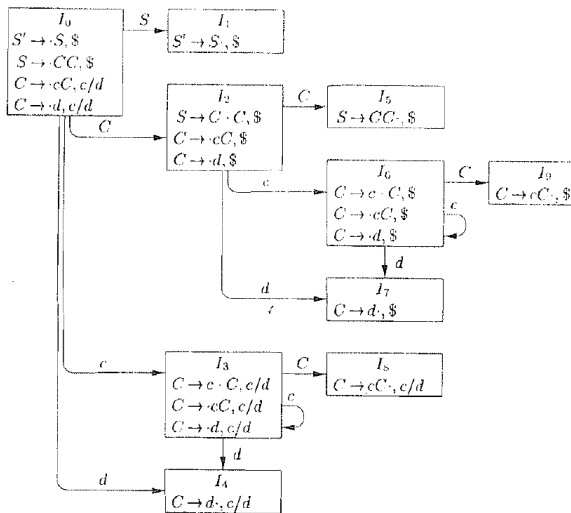 I₀
S' → ·S, $
S → ·CC, $
C → ·cC, c/d
C → ·d, c/d
S
I₁
S' → S·, $
C
I₂
S → C · C, $
C → ·cC, $
C → ·d, $
C
I₅
S → CC·, $
c
I₆
C → c · C, $
C → ·cC, $
C → ·d, $
C
I₉
C → cC·, $
c
d
d
I₇
C → d·, $
c
I₃
C → c · C, c/d
C → ·cC, c/d
C → ·d, c/d
C
I₈
C → cC·, c/d
c
d
d
I₄
C → d·, c/d